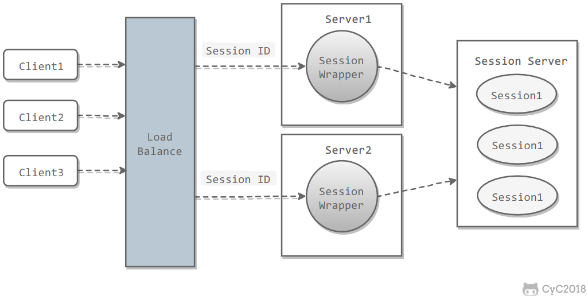 Client1
Client2
Client3
Load
Balance
Session ID
Session ID
Server1
Session
Wrapper
Server2
Session
Wrapper
Session Server
Session1
Session1
Session1
CyC2018